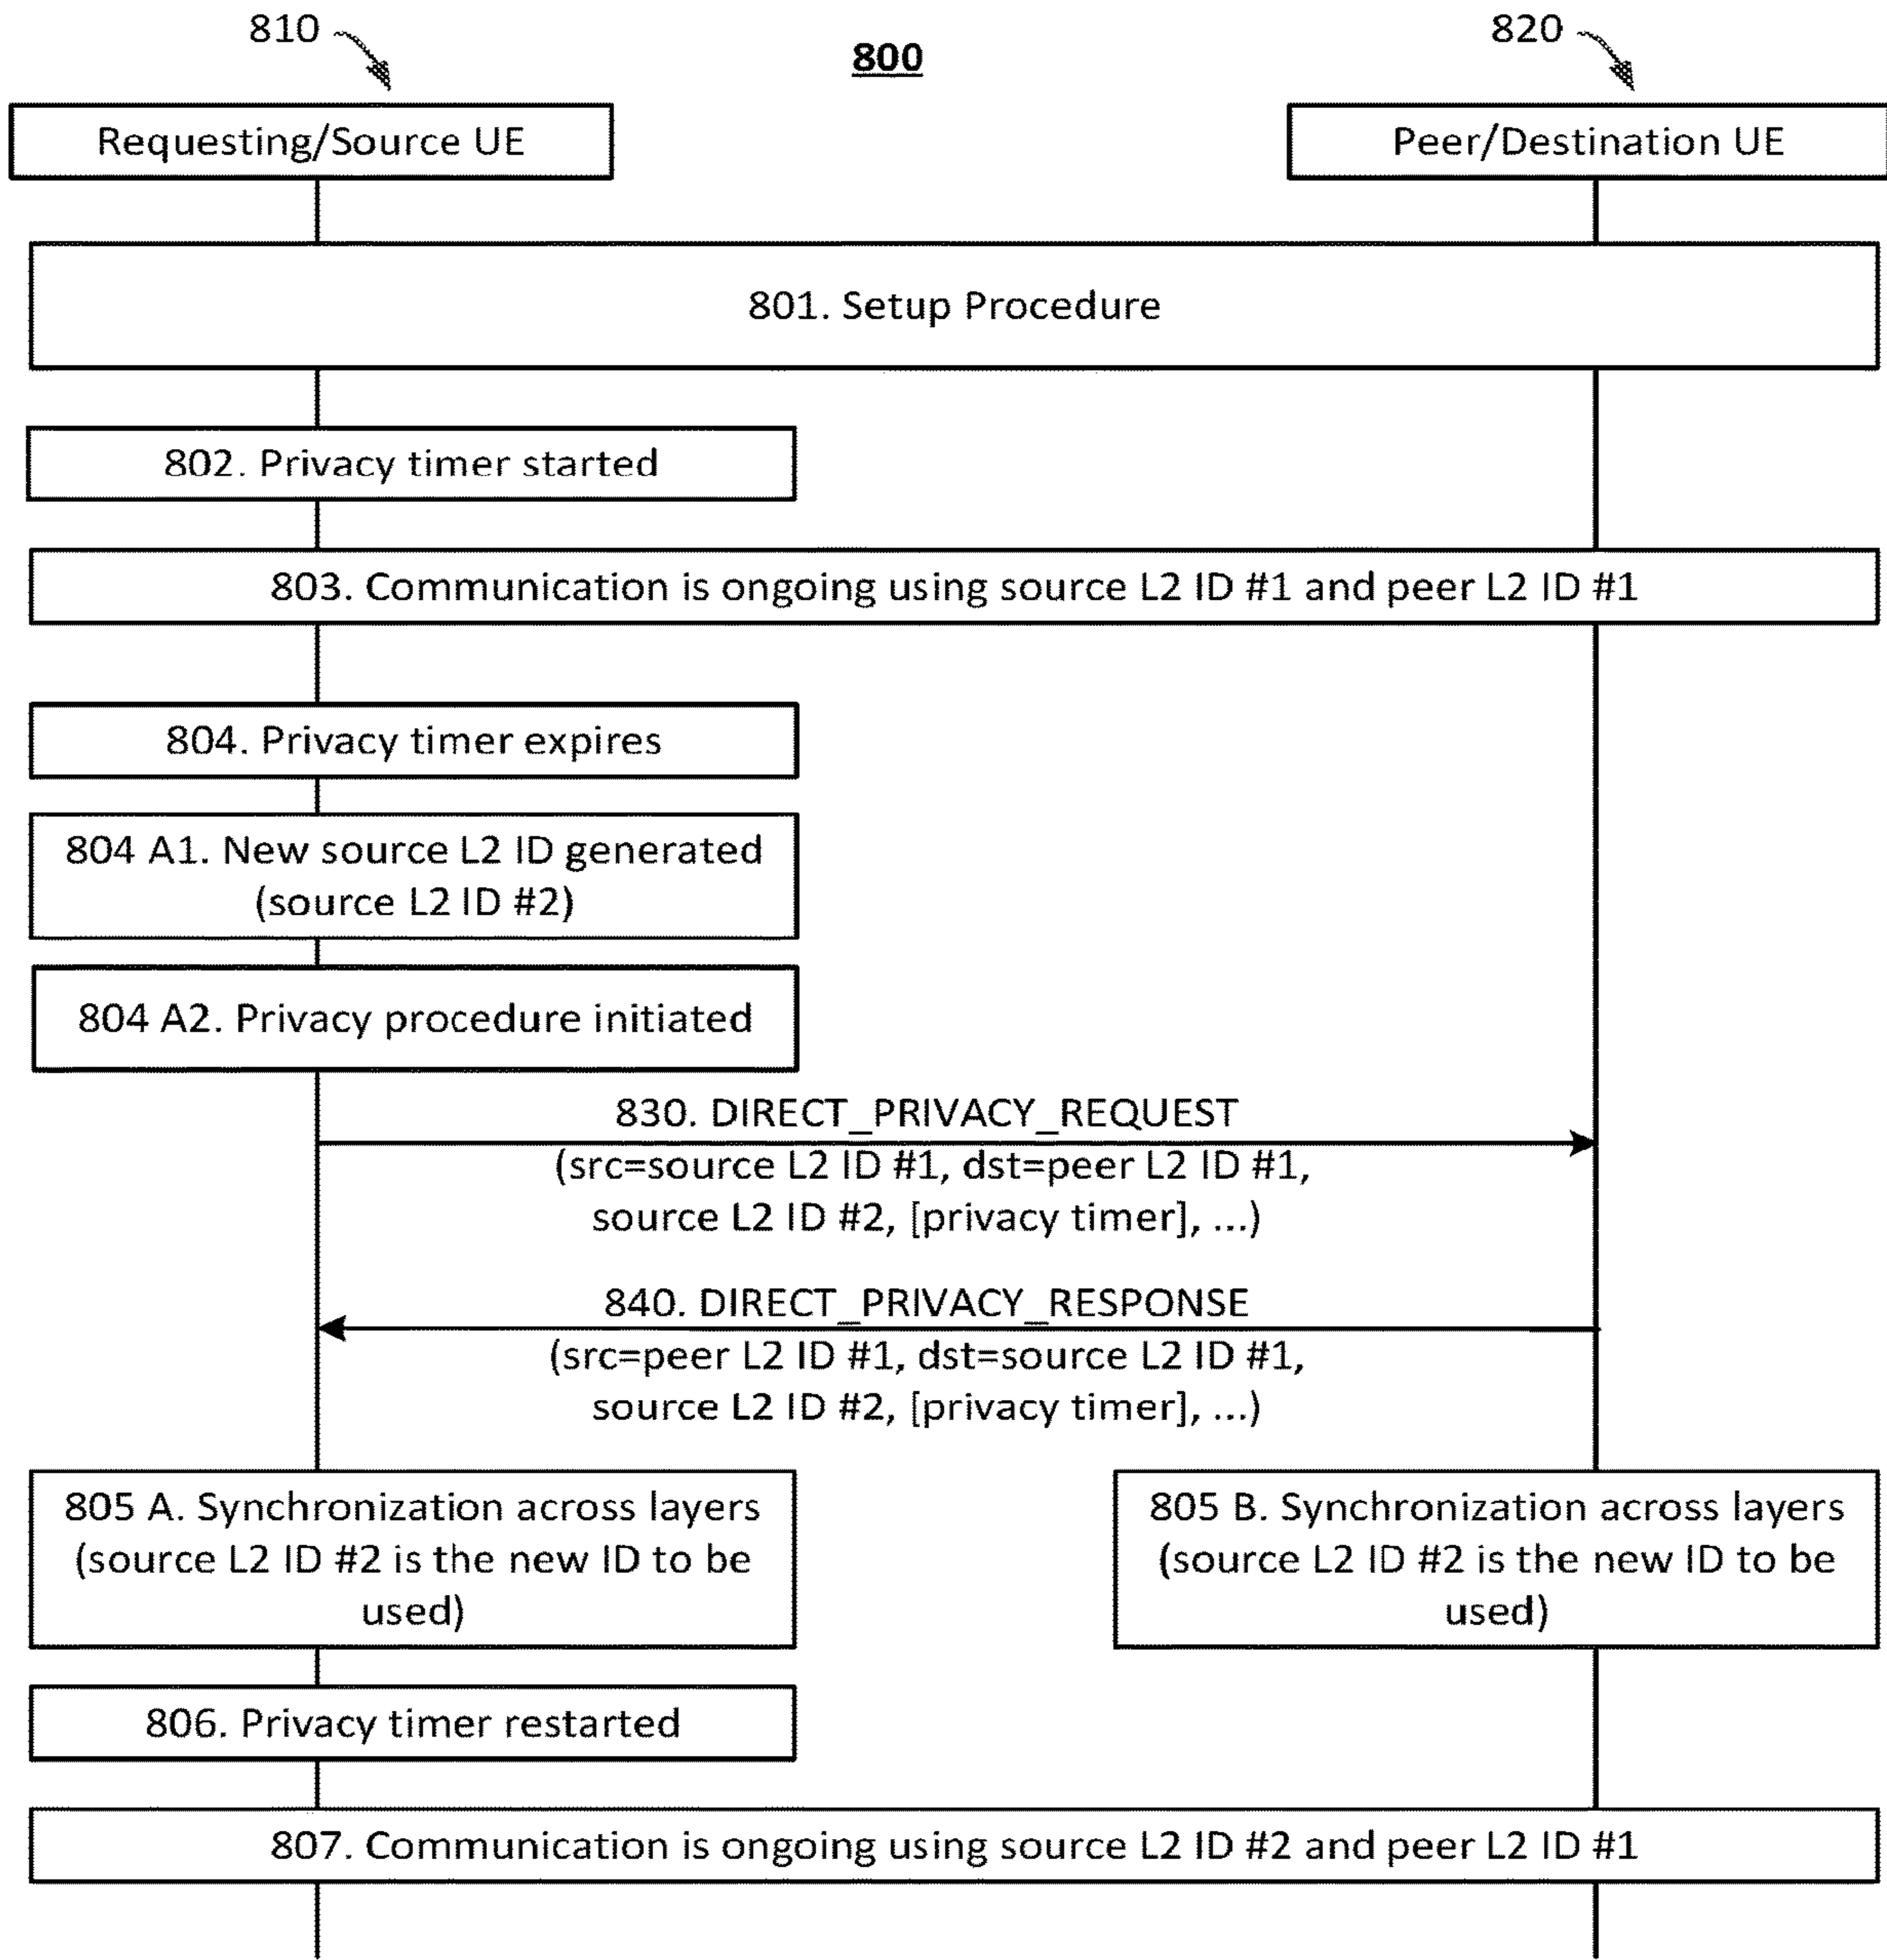 810
800
820
Requesting/Source UE
Peer/Destination UE
801. Setup Procedure
802. Privacy timer started
803. Communication is ongoing using source L2 ID #1 and peer L2 ID #1
804. Privacy timer expires
804 A1. New source L2 ID generated
(source L2 ID #2)
804 A2. Privacy procedure initiated
830. DIRECT_PRIVACY_REQUEST
(src=source L2 ID #1, dst=peer L2 ID #1,
source L2 ID #2, [privacy timer], ...)
840. DIRECT_PRIVACY_RESPONSE
(src=peer L2 ID #1, dst=source L2 ID #1,
source L2 ID #2, [privacy timer], ...)
805 A. Synchronization across layers
(source L2 ID #2 is the new ID to be
used)
805 B. Synchronization across layers
(source L2 ID #2 is the new ID to be
used)
806. Privacy timer restarted
807. Communication is ongoing using source L2 ID #2 and peer L2 ID #1